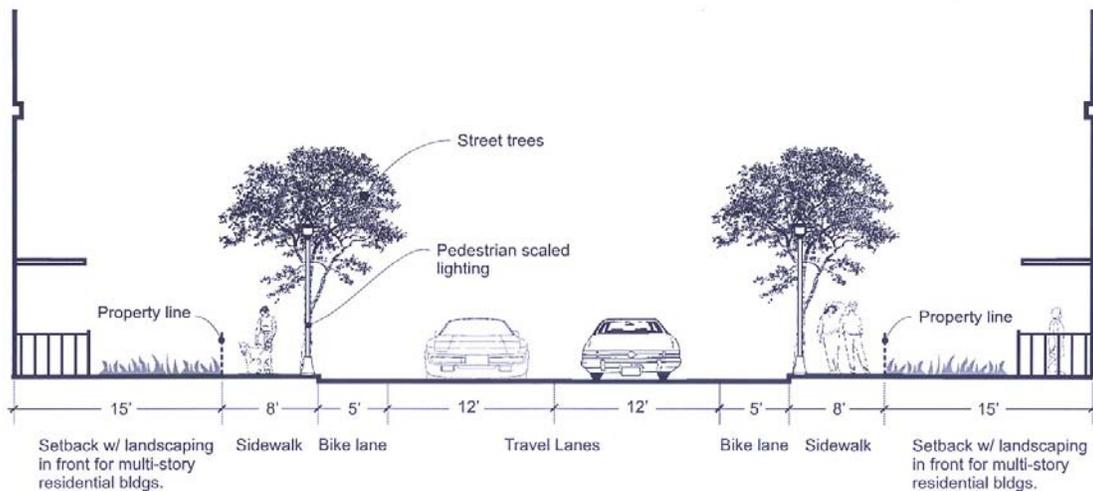 Street trees
Pedestrian scaled
lighting
Property line
Property line
15' 8' 5' 12' 12' 5' 8' 15'
Setback w/ landscaping
in front for multi-story
residential bldgs.
Sidewalk
Bike lane
Travel Lanes
Bike lane
Sidewalk
Setback w/ landscaping
in front for multi-story
residential bldgs.